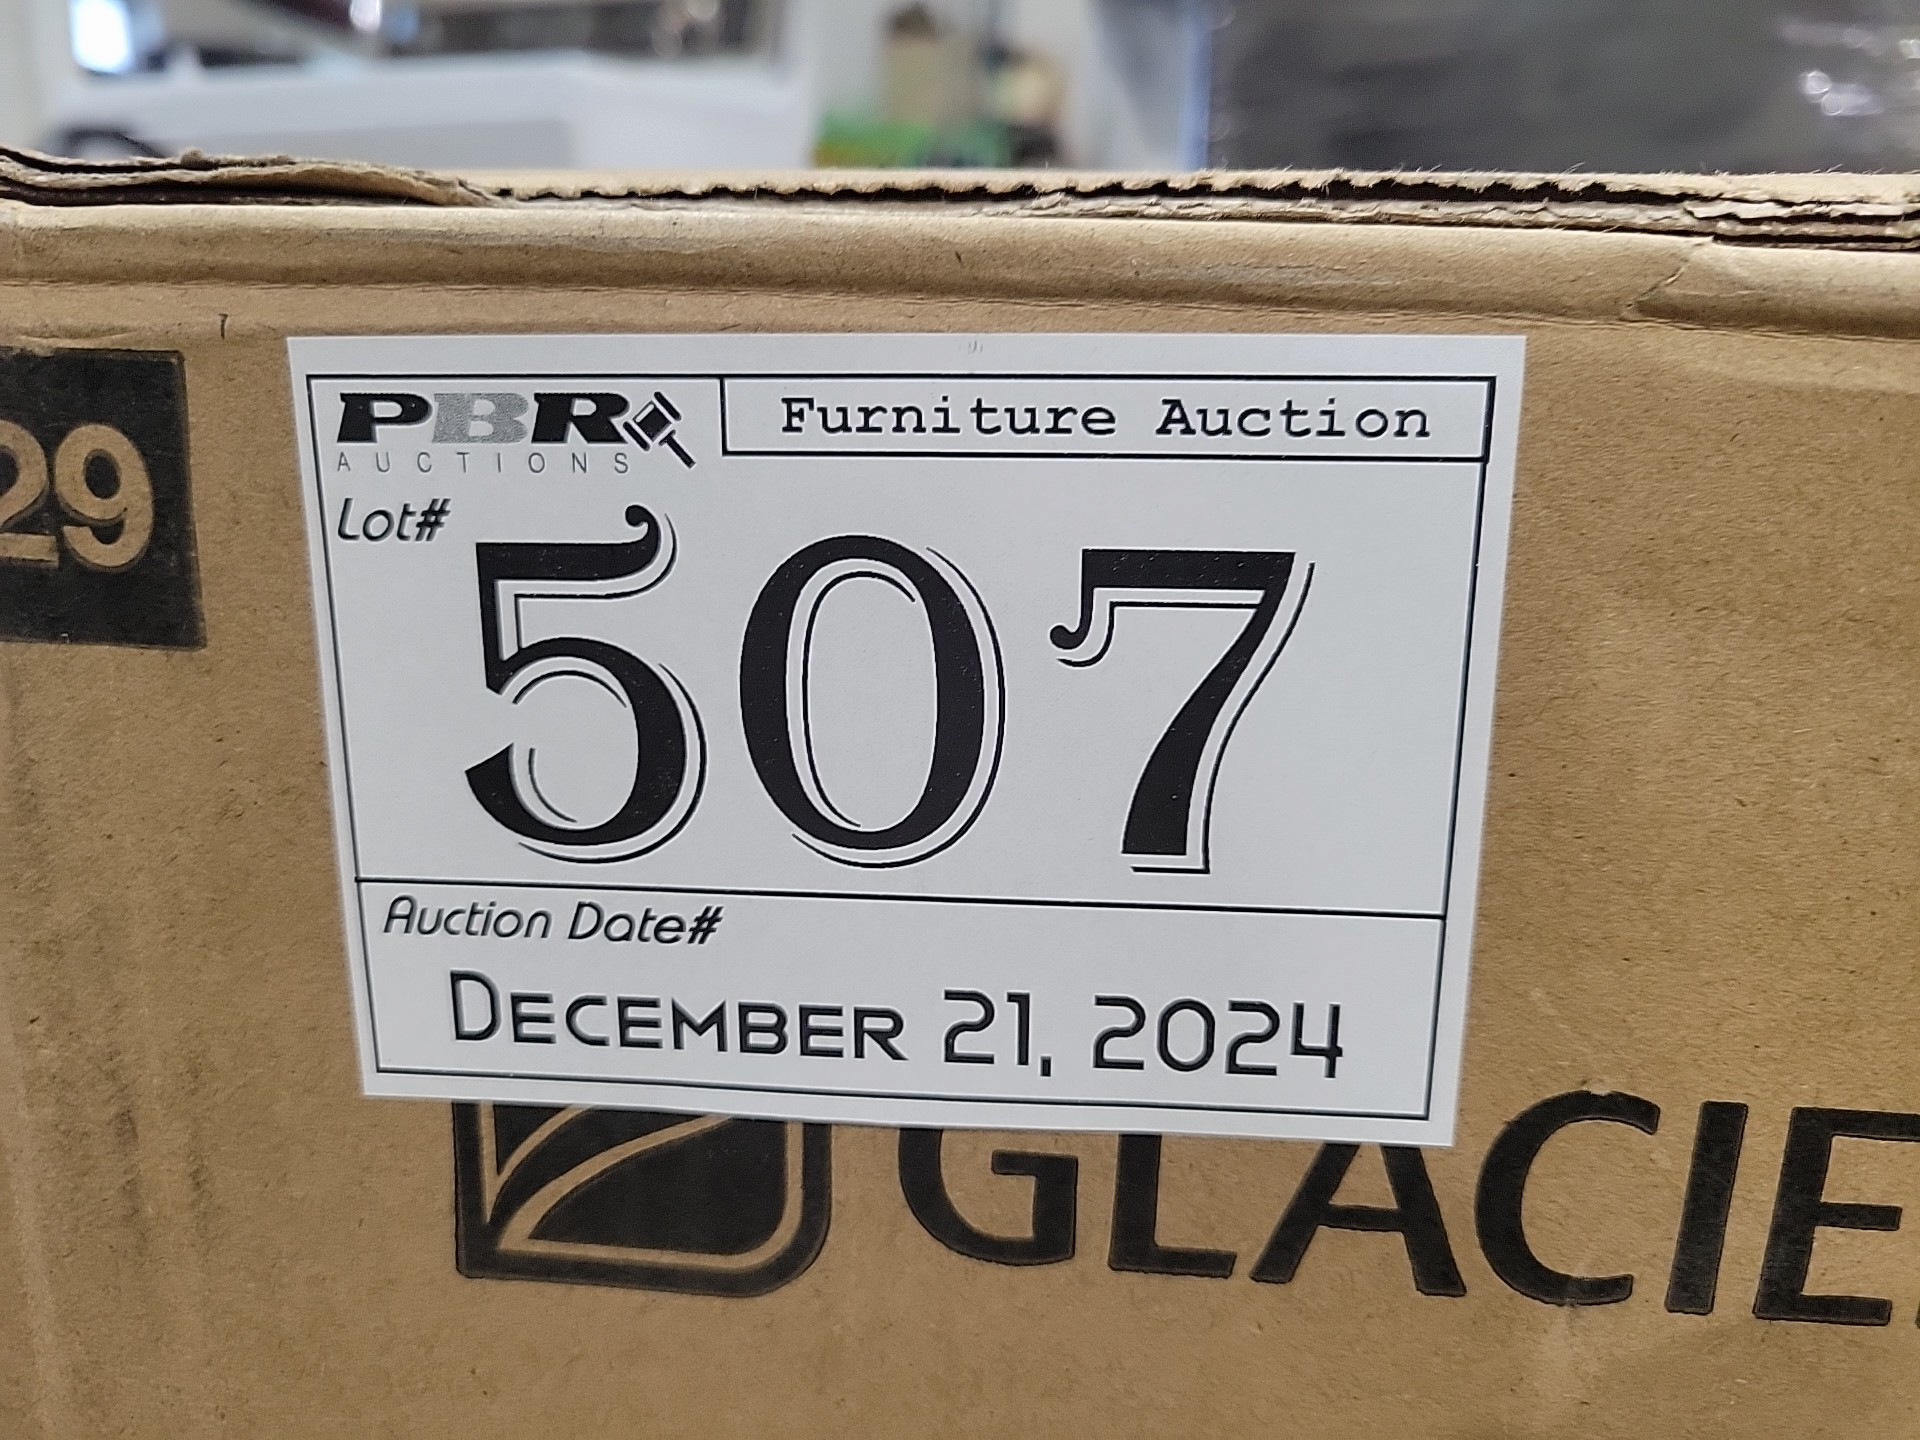 PBR
AUCTIONS
Furniture Auction
Lot#
507
Auction Date#
December 21, 2024
29
GLACIE